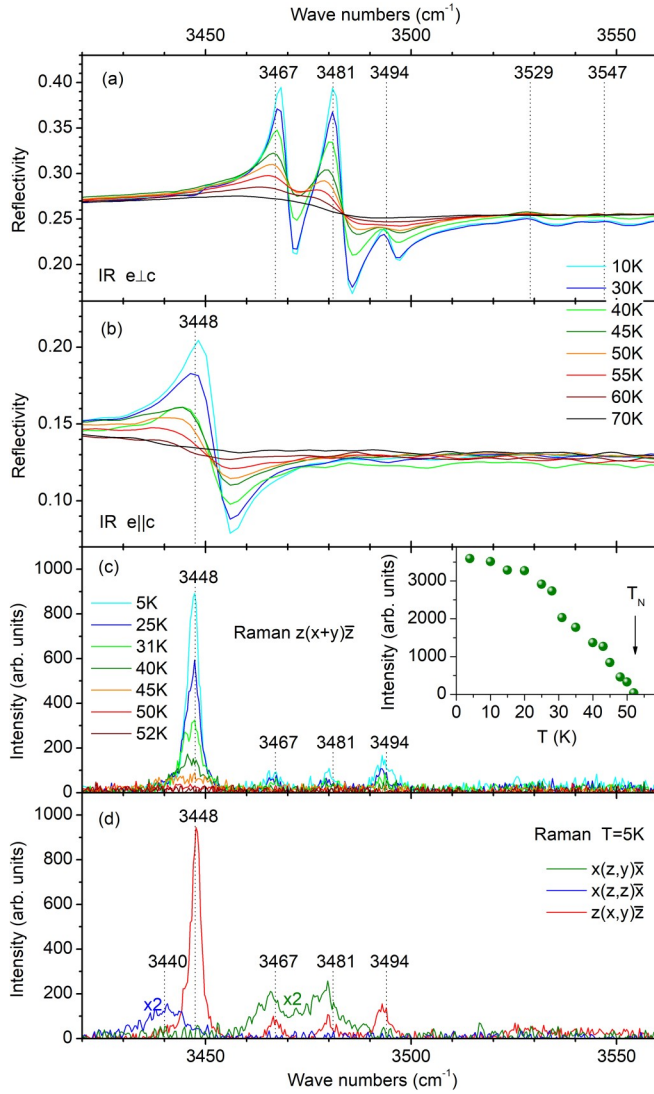 Wave numbers (cm-1)
3450 3500 3550
(a)
3467 3481 3494 3529 3547
0.40
0.35
0.30
0.25
0.20
Reflectivity
IR e⊥c
10K
30K
40K
45K
50K
55K
60K
70K
(b)
3448
0.20
0.15
0.10
Reflectivity
IR e||c
(c)
3448
1000
800
600
400
200
0
Intensity (arb. units)
5K
25K
31K
40K
45K
50K
52K
Raman z(x+y)z̅
3467 3481 3494
Intensity (arb. units)
3000
2000
1000
0
TN
0 10 20 30 40 50
T (K)
(d)
3448
1000
800
600
400
200
0
Intensity (arb. units)
Raman T=5K
x(z,y)x̅
x(z,z)x̅
z(x,y)z̅
3440 3467 3481 3494
x2 x2
3450 3500 3550
Wave numbers (cm-1)